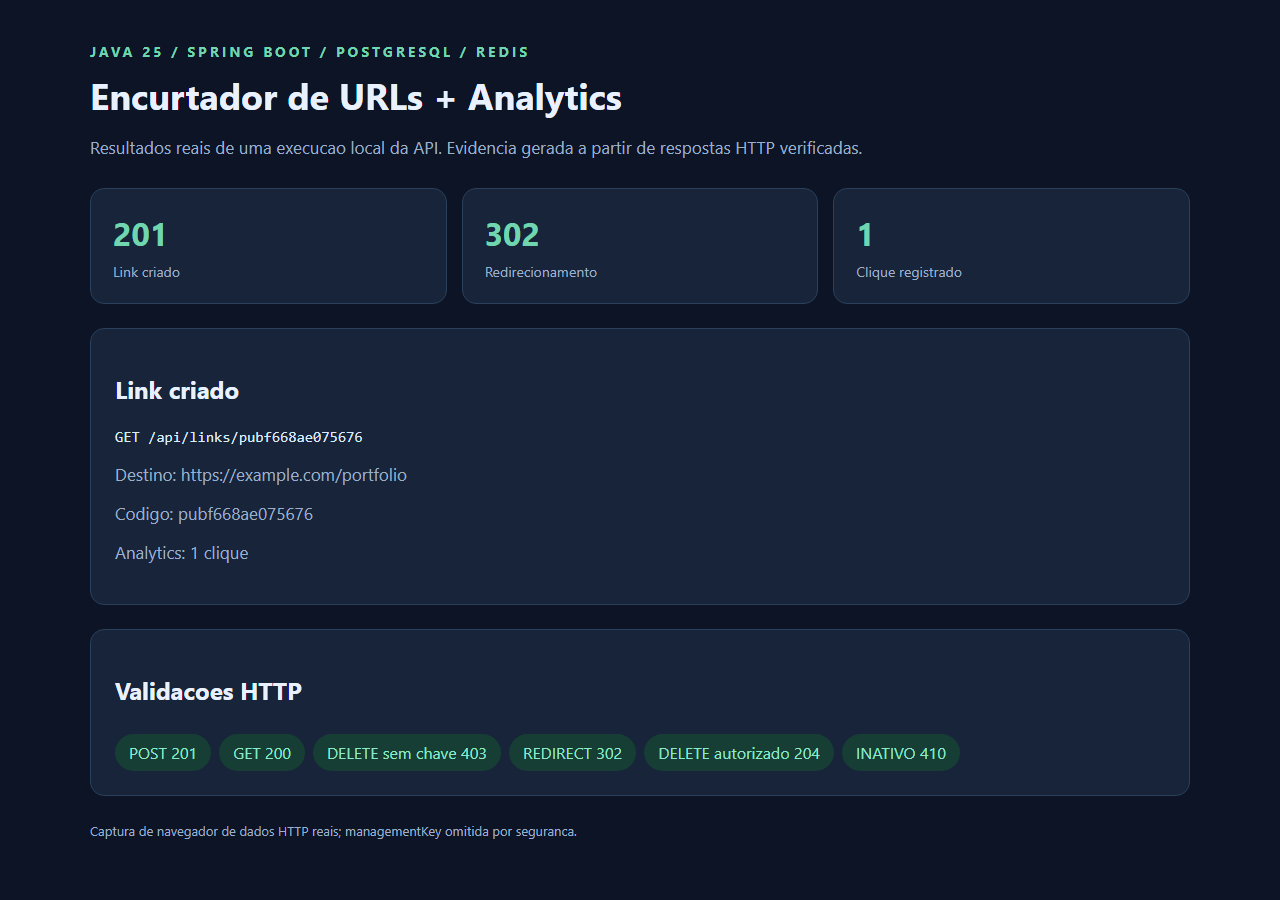 JAVA 25 / SPRING BOOT / POSTGRESQL / REDIS
Encurtador de URLs + Analytics
Resultados reais de uma execucao local da API. Evidencia gerada a partir de respostas HTTP verificadas.
201
Link criado
302
Redirecionamento
1
Clique registrado
Link criado
GET /api/links/pubf668ae075676
Destino: https://example.com/portfolio
Codigo: pubf668ae075676
Analytics: 1 clique
Validacoes HTTP
POST 201 GET 200 DELETE sem chave 403 REDIRECT 302 DELETE autorizado 204 INATIVO 410
Captura de navegador de dados HTTP reais; managementKey omitida por seguranca.